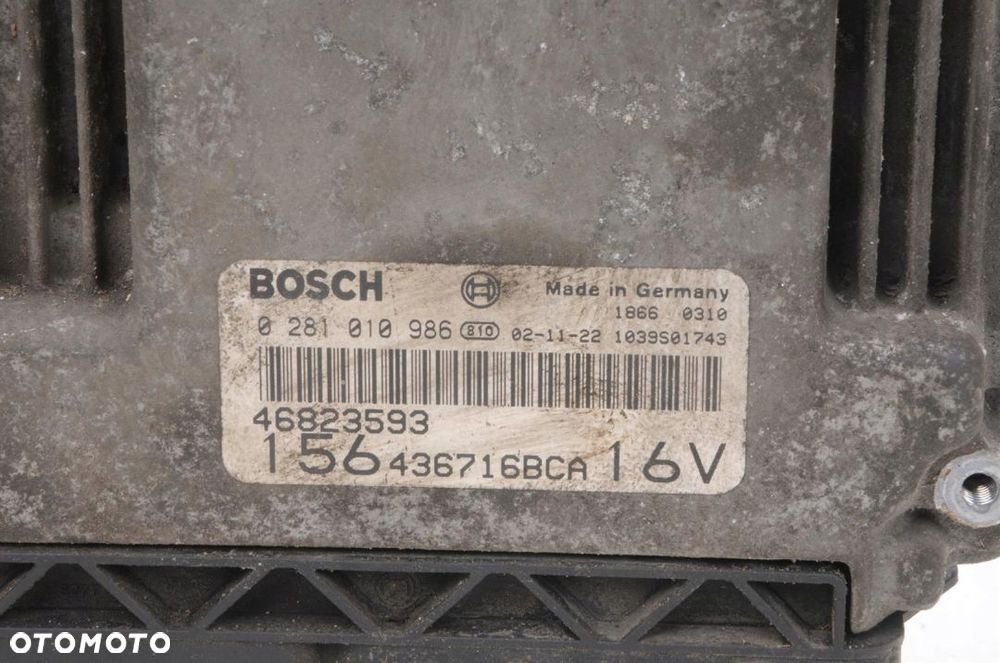 BOSCH Made in Germany
1866 0310
0 281 010 986 810 02-11-22 1039S01743
46823593
156 436716BCA 16V
OTOMOTO